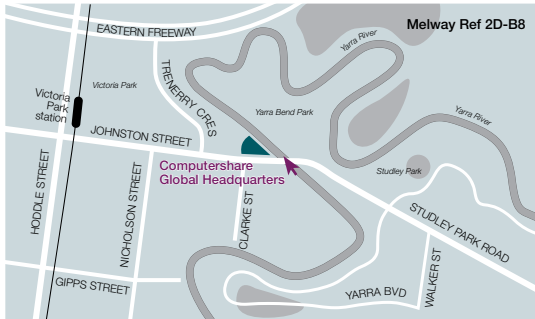 Melway Ref 2D-B8
EASTERN FREEWAY
Yarra River
TRENERRY CRES
Victoria Park
Victoria
Park
station
Yarra Bend Park
Yarra River
JOHNSTON STREET
Computershare
Global Headquarters
Studley Park
HODDLE STREET
NICHOLSON STREET
CLARKE ST
STUDLEY PARK ROAD
GIPPS STREET
YARRA BVD
WALKER ST